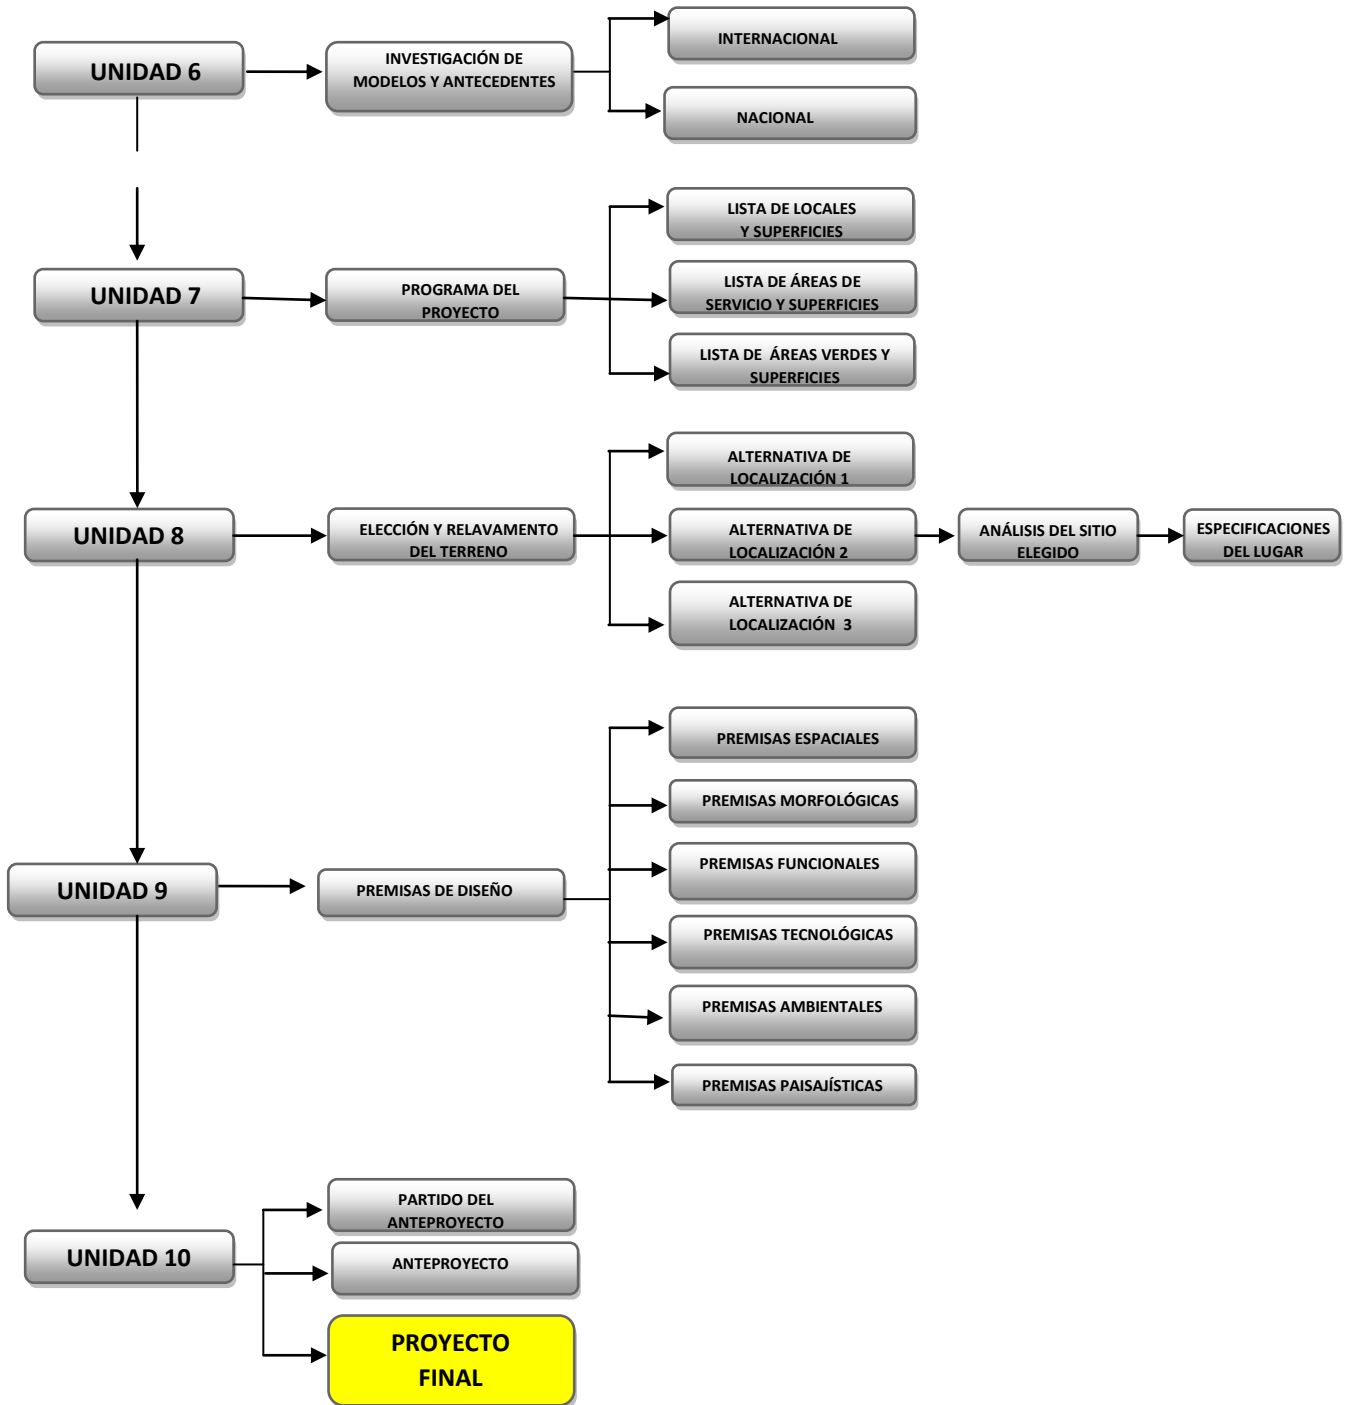 UNIDAD 6
INVESTIGACIÓN DE
MODELOS Y ANTECEDENTES
INTERNACIONAL
NACIONAL
UNIDAD 7
PROGRAMA DEL
PROYECTO
LISTA DE LOCALES
Y SUPERFICIES
LISTA DE ÁREAS DE
SERVICIO Y SUPERFICIES
LISTA DE ÁREAS VERDES Y
SUPERFICIES
UNIDAD 8
ELECCIÓN Y RELAVAMENTO
DEL TERRENO
ALTERNATIVA DE
LOCALIZACIÓN 1
ALTERNATIVA DE
LOCALIZACIÓN 2
ANÁLISIS DEL SITIO
ELEGIDO
ESPECIFICACIONES
DEL LUGAR
ALTERNATIVA DE
LOCALIZACIÓN 3
UNIDAD 9
PREMISAS DE DISEÑO
PREMISAS ESPACIALES
PREMISAS MORFOLÓGICAS
PREMISAS FUNCIONALES
PREMISAS TECNOLÓGICAS
PREMISAS AMBIENTALES
PREMISAS PAISAJÍSTICAS
UNIDAD 10
PARTIDO DEL
ANTEPROYECTO
ANTEPROYECTO
PROYECTO
FINAL